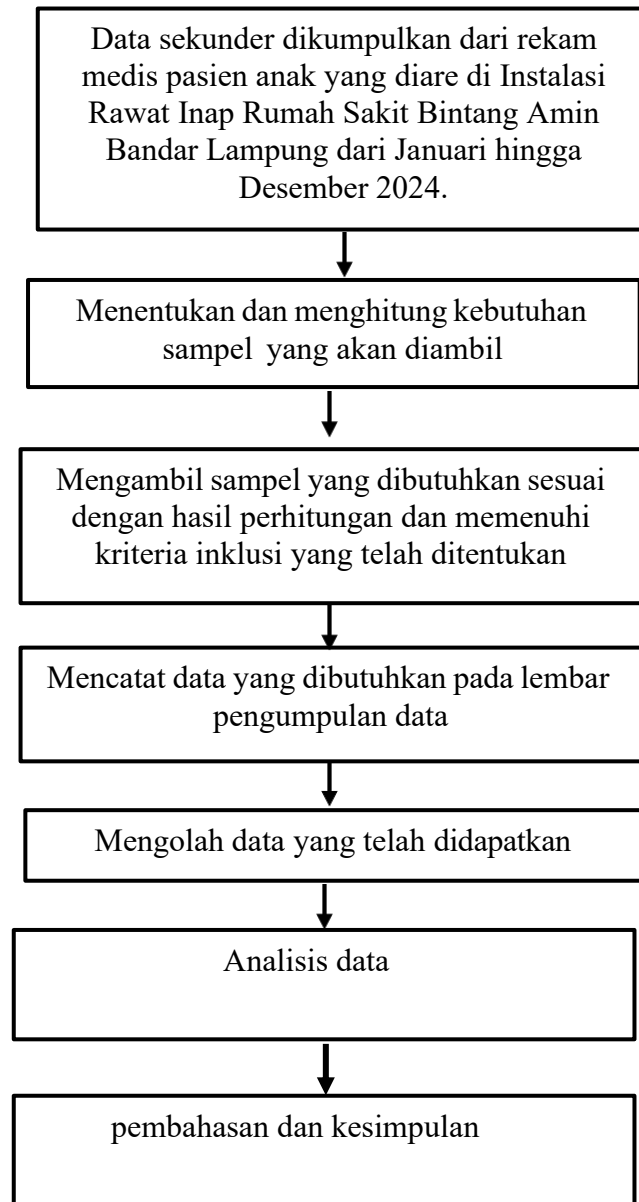 Data sekunder dikumpulkan dari rekam
medis pasien anak yang diare di Instalasi
Rawat Inap Rumah Sakit Bintang Amin
Bandar Lampung dari Januari hingga
Desember 2024.
Menentukan dan menghitung kebutuhan
sampel yang akan diambil
Mengambil sampel yang dibutuhkan sesuai
dengan hasil perhitungan dan memenuhi
kriteria inklusi yang telah ditentukan
Mencatat data yang dibutuhkan pada lembar
pengumpulan data
Mengolah data yang telah didapatkan
Analisis data
pembahasan dan kesimpulan